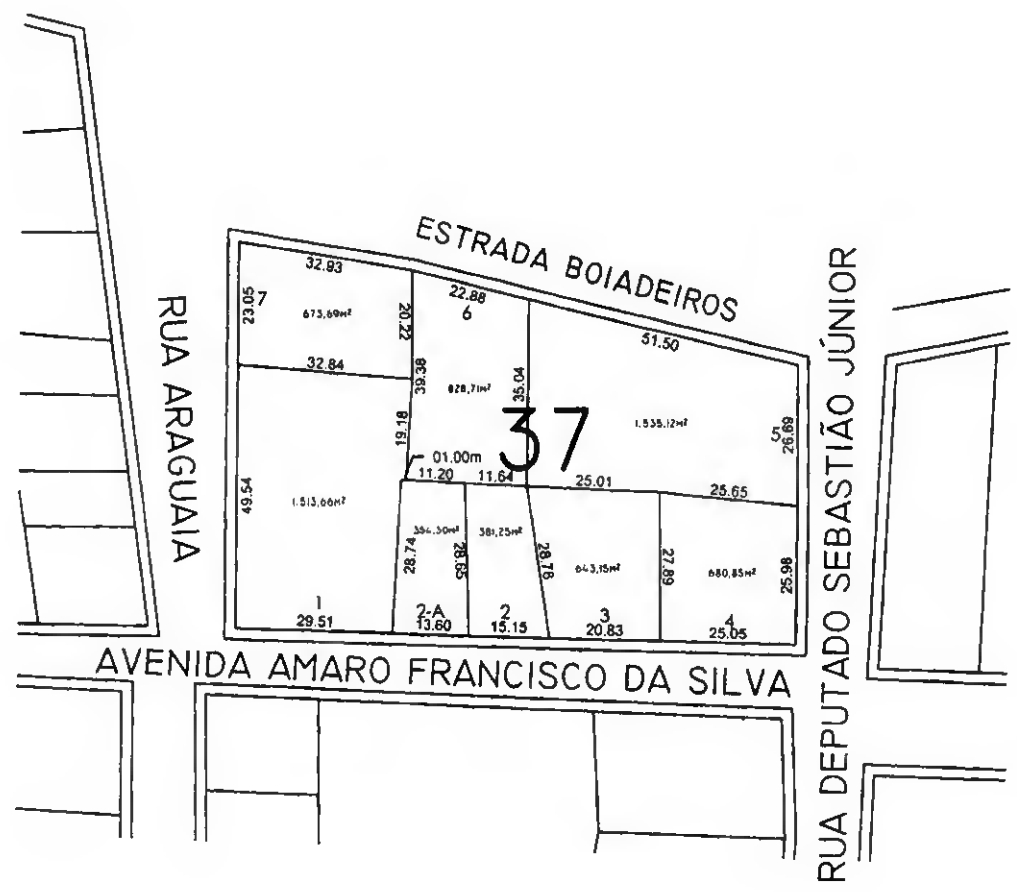 ESTRADA BOIADEIROS
RUA ARAGUAIA
RUA DEPUTADO SEBASTIÃO JÚNIOR
AVENIDA AMARO FRANCISCO DA SILVA
37
32.93
23.05
7
673,69m²
20.22
32.84
22.88
6
39.38
828,71m²
35.04
19.18
01.00m
11.20
11.64
51.50
1.535,12m²
5
26.69
25.01
25.65
49.54
1.513,66m²
1
29.51
28.74
354,30m²
28.65
2-A
13.60
381,25m²
2
15.15
28.78
643,15m²
3
20.83
27.89
680,85m²
4
25.05
25.98